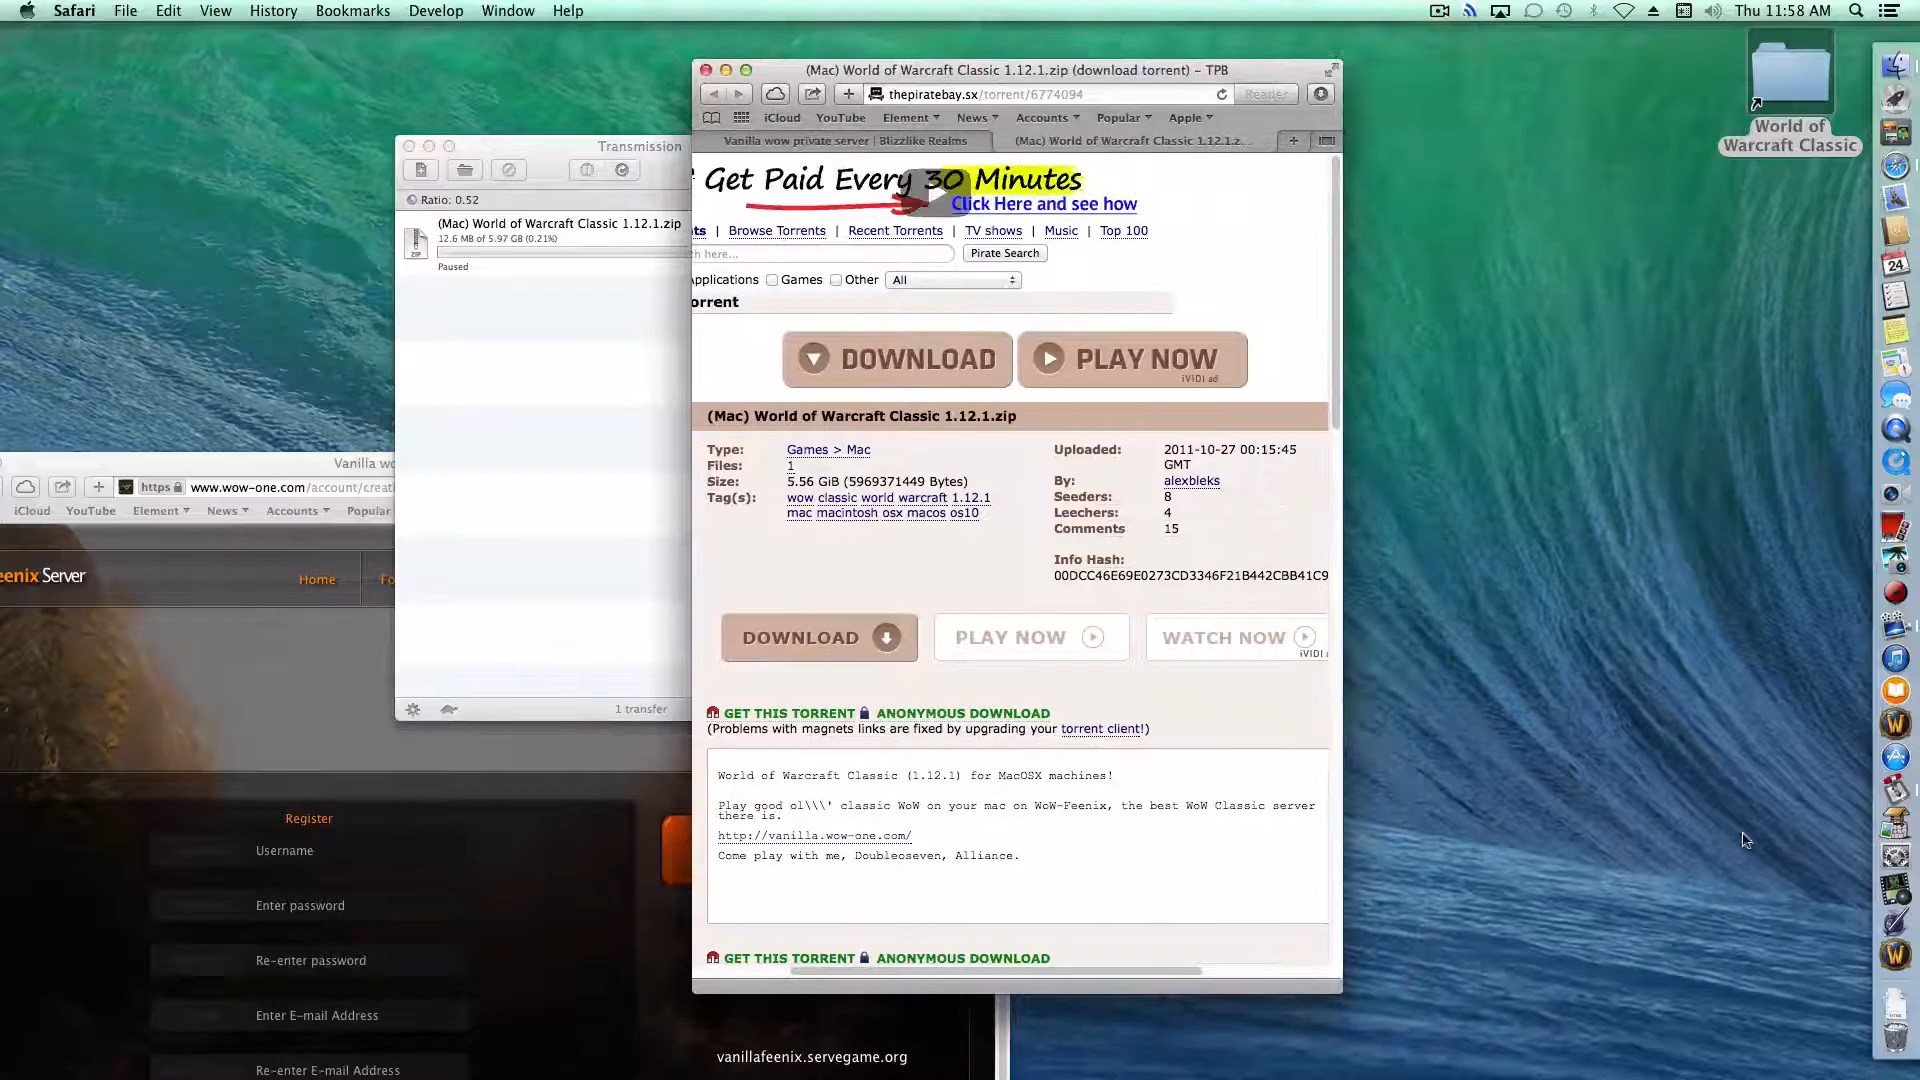 Safari File Edit View History Bookmarks Develop Window Help
Thu 11:58 AM
World of
Warcraft Classic
24
(Mac) World of Warcraft Classic 1.12.1.zip (download torrent) – TPB
thepiratebay.sx/torrent/6774094
Reader
iCloud YouTube Element News Accounts Popular Apple
Vanilla wow private server | Blizzlike Realms
(Mac) World of Warcraft Classic 1.12.1.z...
Get Paid Every 30 Minutes
Click Here and see how
ts | Browse Torrents | Recent Torrents | TV shows | Music | Top 100
h here...
Pirate Search
pplications Games Other All
orrent
DOWNLOAD
PLAY NOW
iVIDI ad
(Mac) World of Warcraft Classic 1.12.1.zip
Type: Games > Mac
Files: 1
Size: 5.56 GiB (5969371449 Bytes)
Tag(s): wow classic world warcraft 1.12.1
mac macintosh osx macos os10
Uploaded: 2011-10-27 00:15:45
GMT
By: alexbleks
Seeders: 8
Leechers: 4
Comments 15
Info Hash:
00DCC46E69E0273CD3346F21B442CBB41C9
DOWNLOAD
PLAY NOW
WATCH NOW
iVIDI a
GET THIS TORRENT ANONYMOUS DOWNLOAD
(Problems with magnets links are fixed by upgrading your torrent client!)
World of Warcraft Classic (1.12.1) for MacOSX machines!
Play good ol\\\' classic WoW on your mac on WoW-Feenix, the best WoW Classic server
there is.
http://vanilla.wow-one.com/
Come play with me, Doubleoseven, Alliance.
GET THIS TORRENT ANONYMOUS DOWNLOAD
Transmission
Ratio: 0.52
(Mac) World of Warcraft Classic 1.12.1.zip
12.6 MB of 5.97 GB (0.21%)
ZIP
Paused
1 transfer
Vanilla wo
https www.wow-one.com/account/creati
iCloud YouTube Element News Accounts Popular
eenix Server
Home
Fo
Register
Username
Enter password
Re-enter password
Enter E-mail Address
Re-enter E-mail Address
vanillafeenix.servegame.org